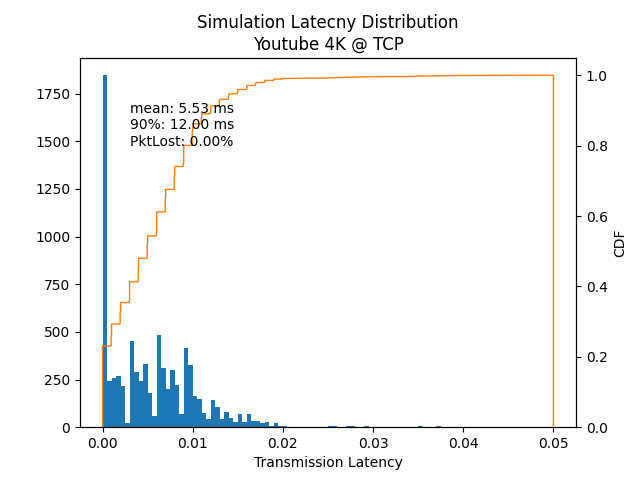 Simulation Latecny Distribution
Youtube 4K @ TCP
mean: 5.53 ms
90%: 12.00 ms
PktLost: 0.00%
1750
1500
1250
1000
750
500
250
0
1.0
0.8
0.6
0.4
0.2
0.0
CDF
0.00 0.01 0.02 0.03 0.04 0.05
Transmission Latency